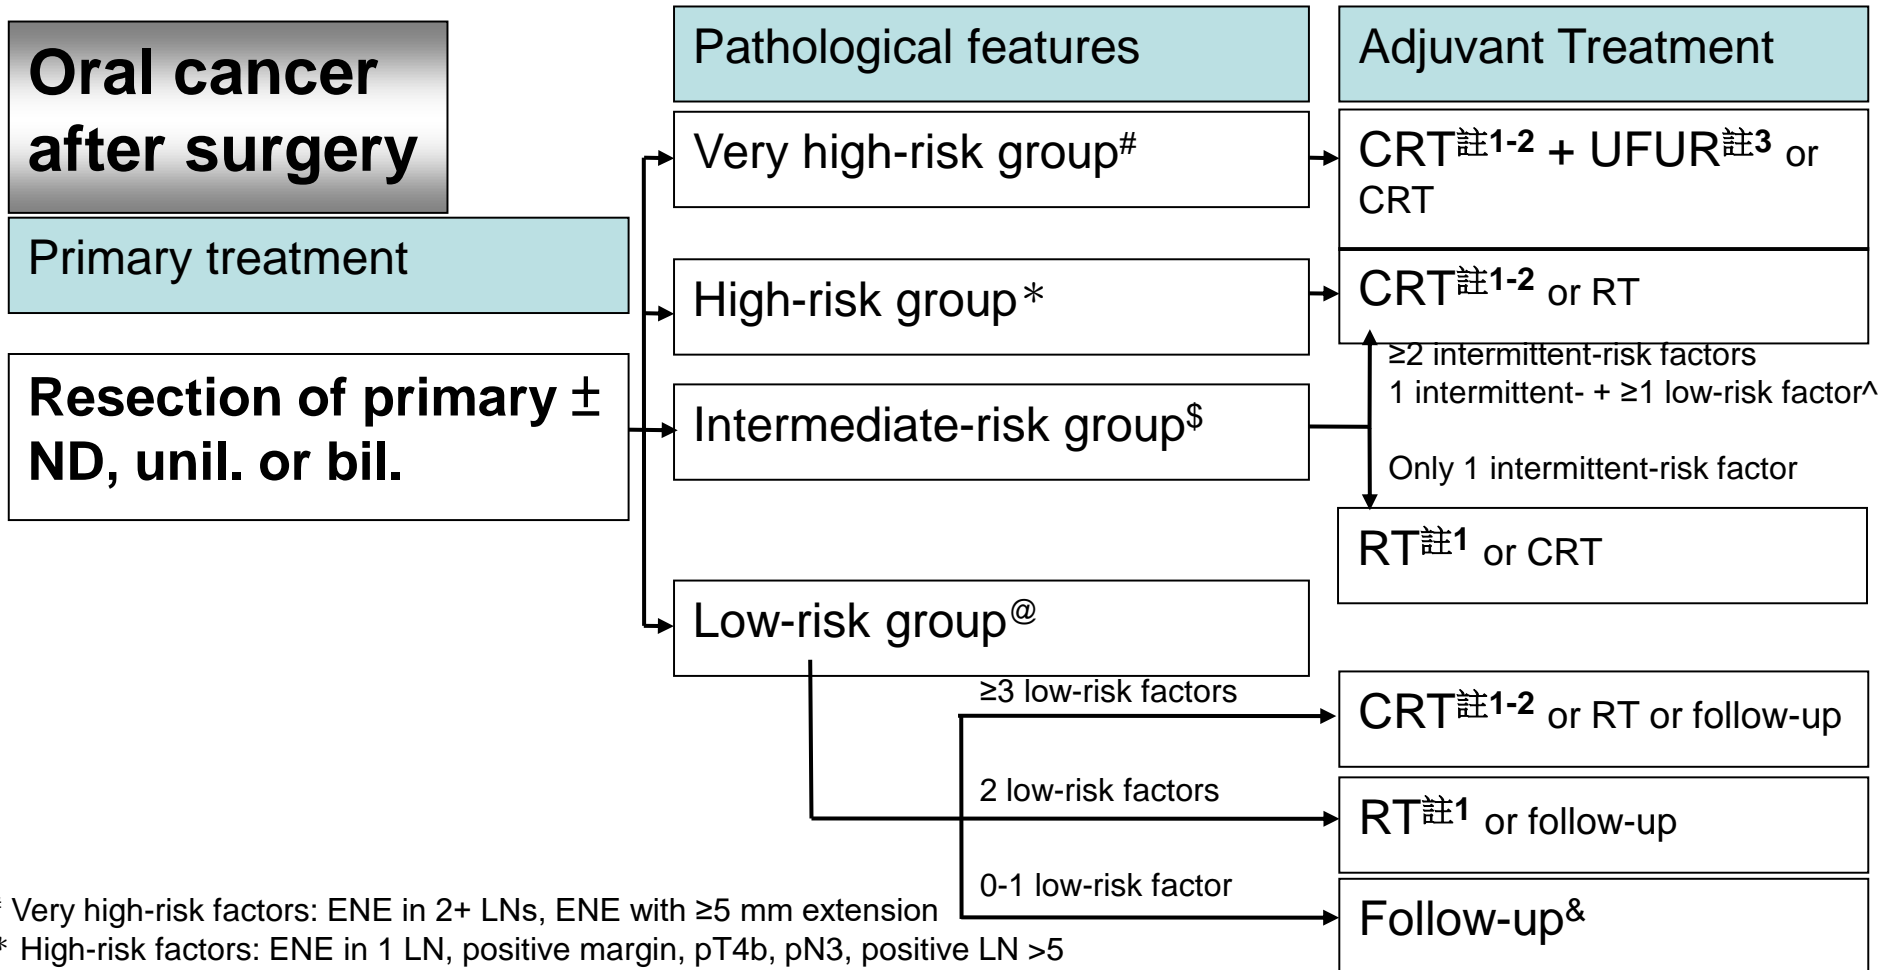 Oral cancer
after surgery
Primary treatment
Resection of primary ±
ND, unil. or bil.
Pathological features
Very high-risk group#
High-risk group*
Intermediate-risk group$
Low-risk group@
Adjuvant Treatment
CRT註1-2 + UFUR註3 or
CRT
CRT註1-2 or RT
≥2 intermittent-risk factors
1 intermittent- + ≥1 low-risk factor^
Only 1 intermittent-risk factor
RT註1 or CRT
≥3 low-risk factors
CRT註1-2 or RT or follow-up
2 low-risk factors
RT註1 or follow-up
0-1 low-risk factor
Follow-up&
# Very high-risk factors: ENE in 2+ LNs, ENE with ≥5 mm extension
* High-risk factors: ENE in 1 LN, positive margin, pT4b, pN3, positive LN >5